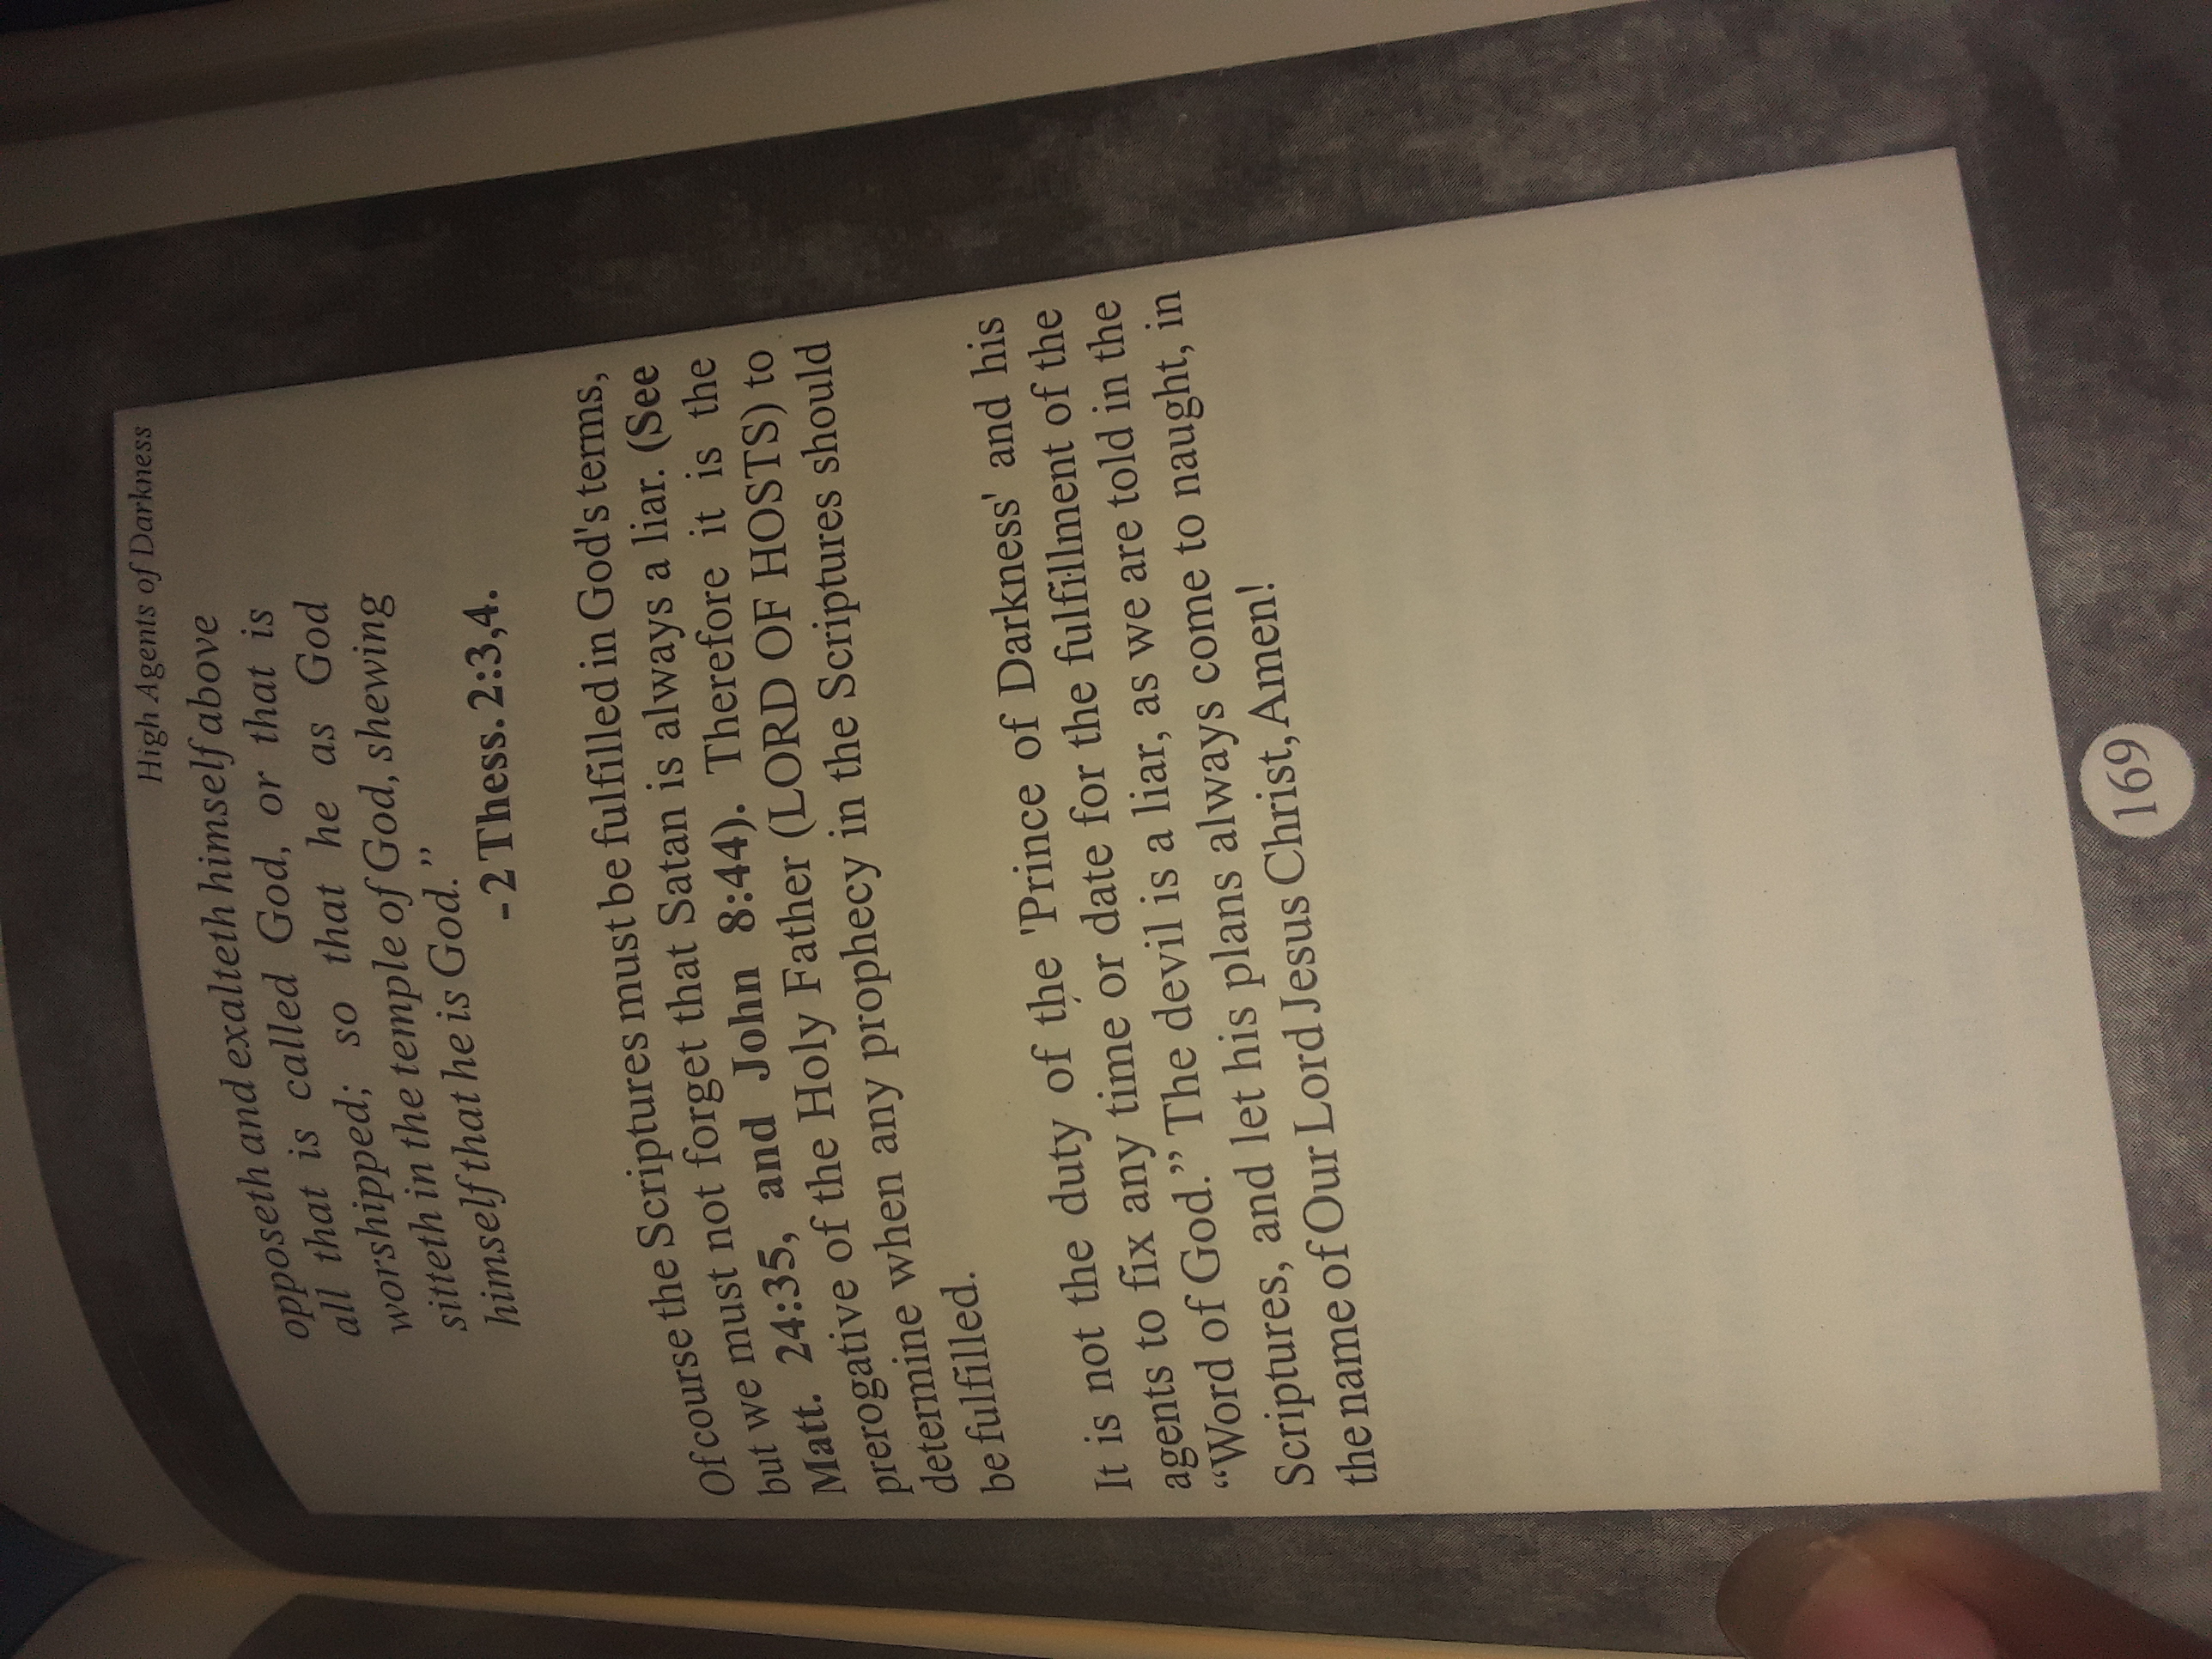 High Agents of Darkness
opposeth and exalteth himself above
all that is called God, or that is
worshipped; so that he as God
sitteth in the temple of God, shewing
himself that he is God.”
- 2 Thess. 2:3,4.
Of course the Scriptures must be fulfilled in God's terms,
but we must not forget that Satan is always a liar. (See
Matt. 24:35, and John 8:44). Therefore it is the
prerogative of the Holy Father (LORD OF HOSTS) to
determine when any prophecy in the Scriptures should
be fulfilled.
It is not the duty of the 'Prince of Darkness' and his
agents to fix any time or date for the fulfillment of the
“Word of God.” The devil is a liar, as we are told in the
Scriptures, and let his plans always come to naught, in
the name of Our Lord Jesus Christ, Amen!
169